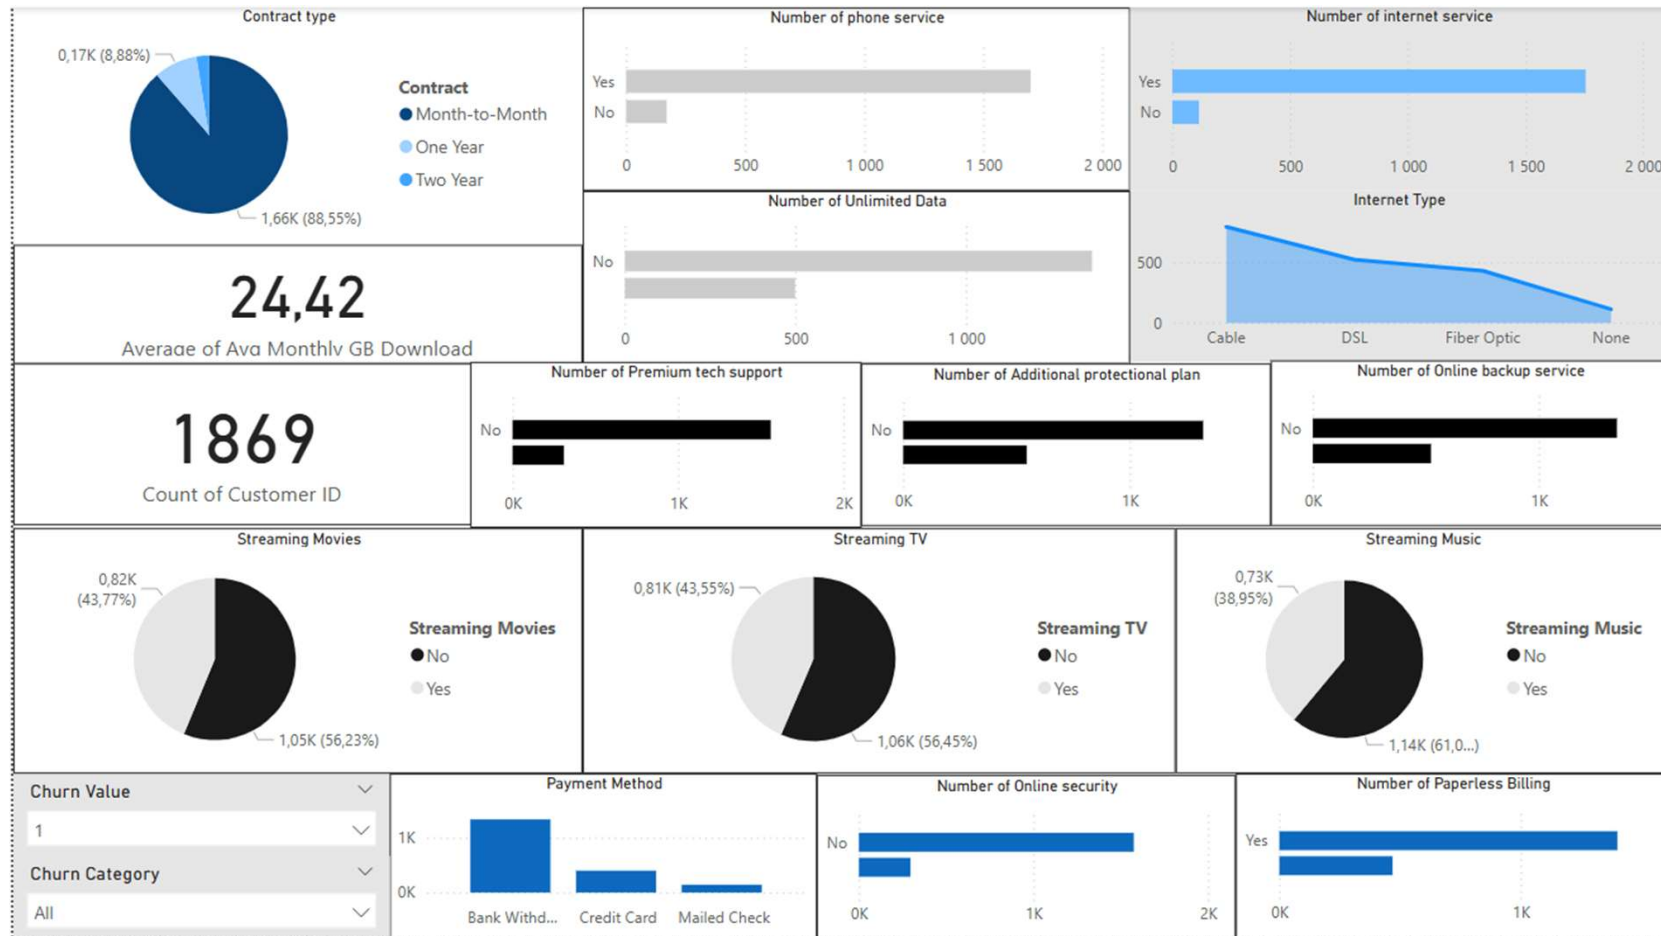 Contract type
0,17K (8,88%)
Contract
Month-to-Month
One Year
Two Year
1,66K (88,55%)
Number of phone service
Yes
No
0 500 1 000 1 500 2 000
Number of internet service
Yes
No
0 500 1 000 1 500 2 000
24,42
Average of Avg Monthly GB Download
Number of Unlimited Data
No
0 500 1 000
Internet Type
500
0
Cable DSL Fiber Optic None
1869
Count of Customer ID
Number of Premium tech support
No
0K 1K 2K
Number of Additional protectional plan
No
0K 1K
Number of Online backup service
No
0K 1K
Streaming Movies
0,82K
(43,77%)
Streaming Movies
No
Yes
1,05K (56,23%)
Streaming TV
0,81K (43,55%)
Streaming TV
No
Yes
1,06K (56,45%)
Streaming Music
0,73K
(38,95%)
Streaming Music
No
Yes
1,14K (61,0...)
Churn Value
1
Churn Category
All
Payment Method
1K
0K
Bank Withd... Credit Card Mailed Check
Number of Online security
No
0K 1K 2K
Number of Paperless Billing
Yes
0K 1K